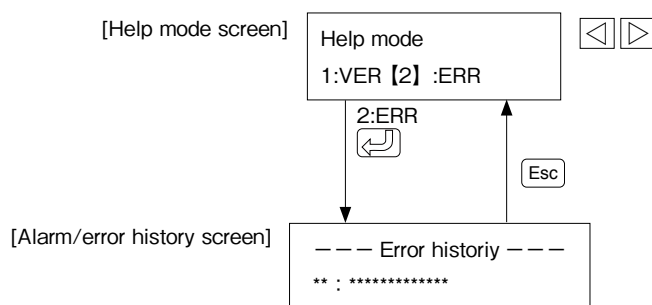 [Help mode screen]
Help mode
1:VER【2】:ERR
2:ERR
Esc
[Alarm/error history screen]
––– Error historiy –––
** : *************